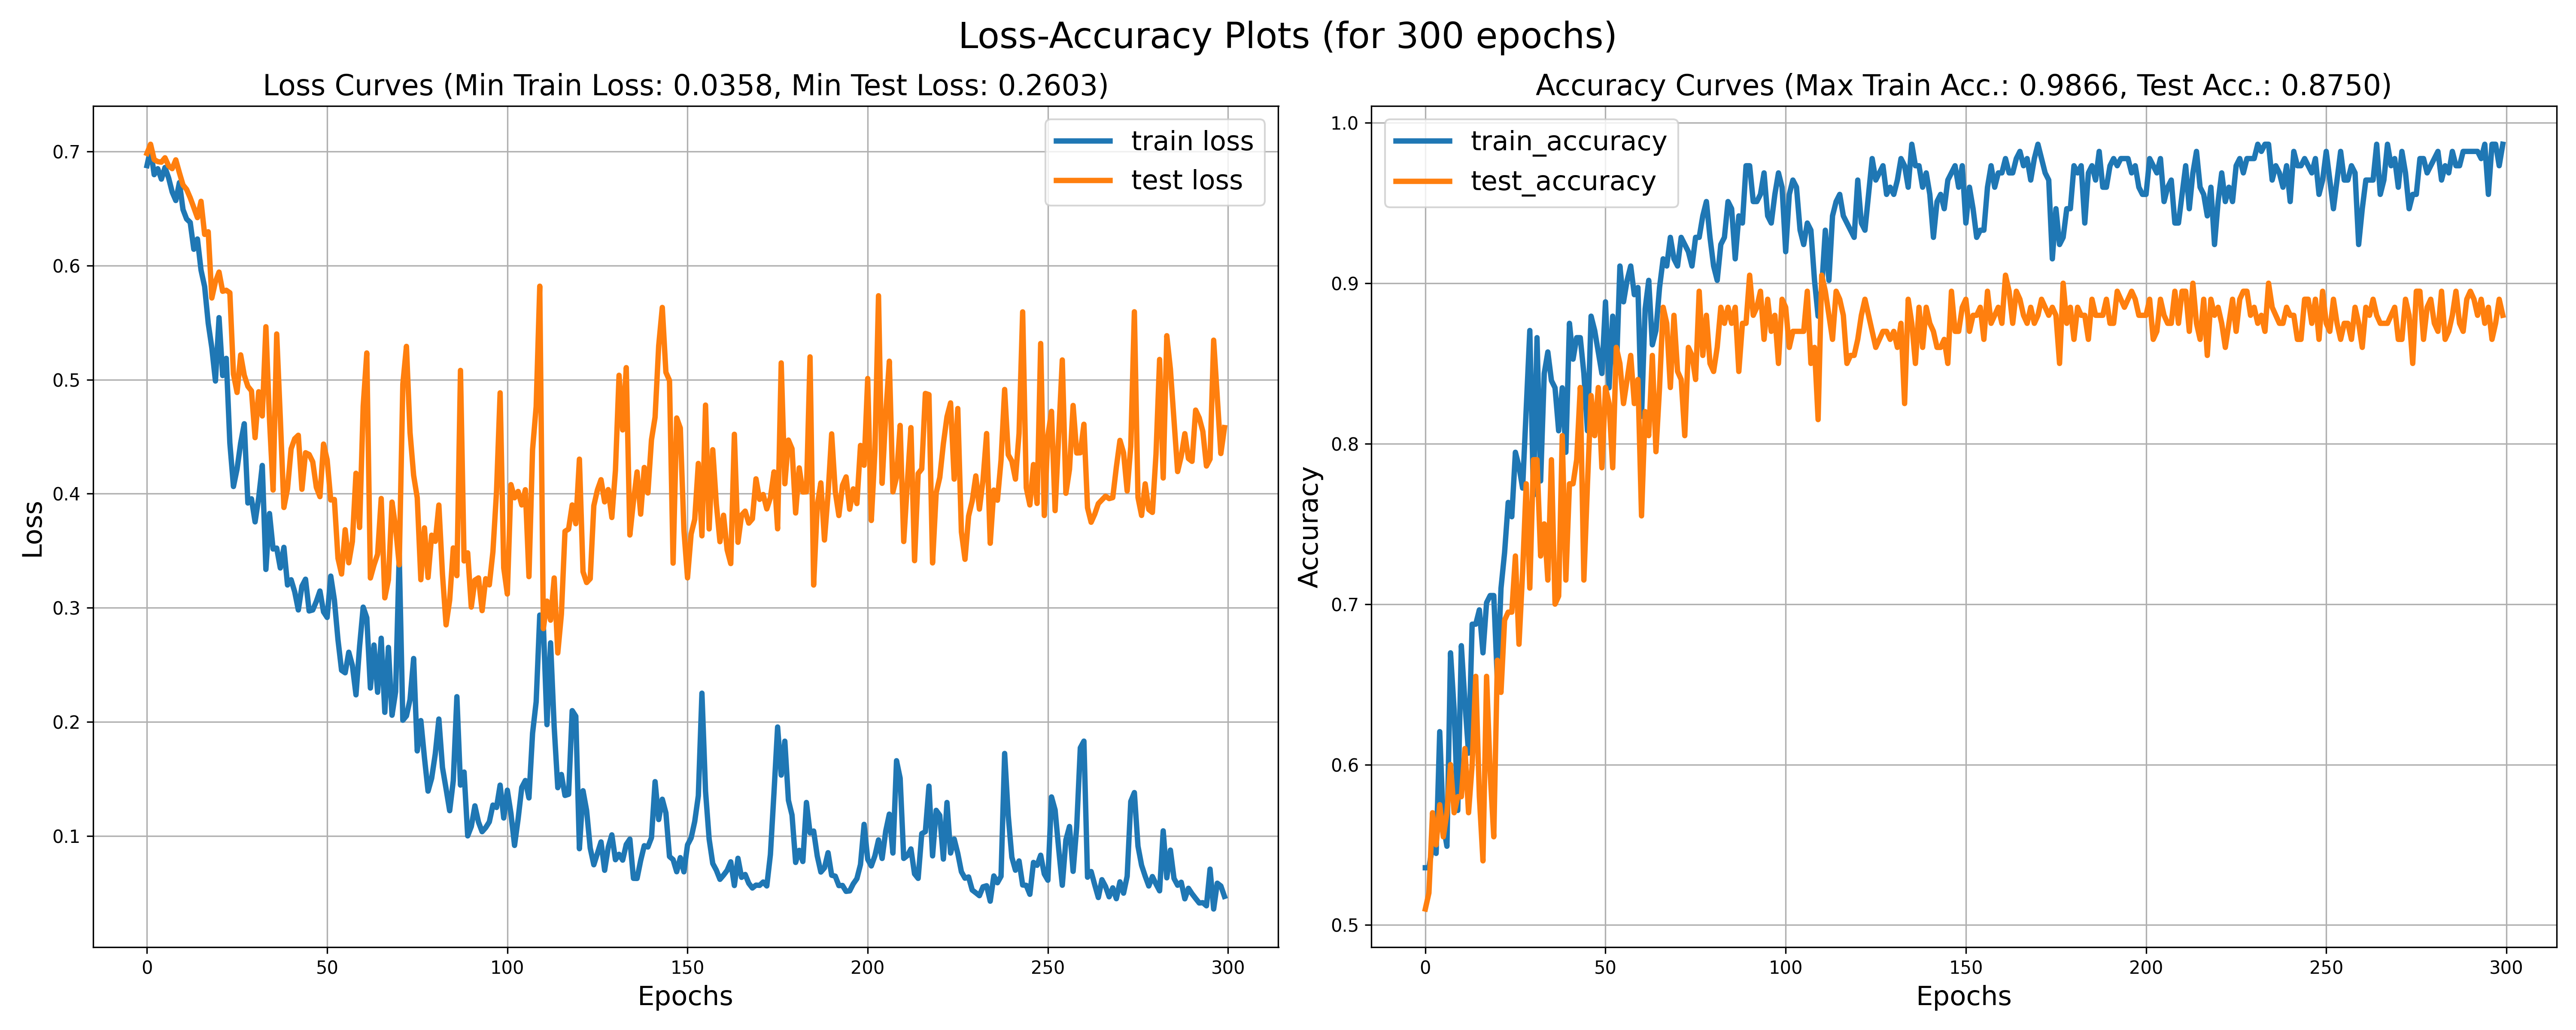 Loss-Accuracy Plots (for 300 epochs)
Loss Curves (Min Train Loss: 0.0358, Min Test Loss: 0.2603)
train loss
test loss
0.7
0.6
0.5
0.4
0.3
0.2
0.1
Loss
0
50
100
150
200
250
300
Epochs
Accuracy Curves (Max Train Acc.: 0.9866, Test Acc.: 0.8750)
train_accuracy
test_accuracy
1.0
0.9
0.8
0.7
0.6
0.5
Accuracy
0
50
100
150
200
250
300
Epochs